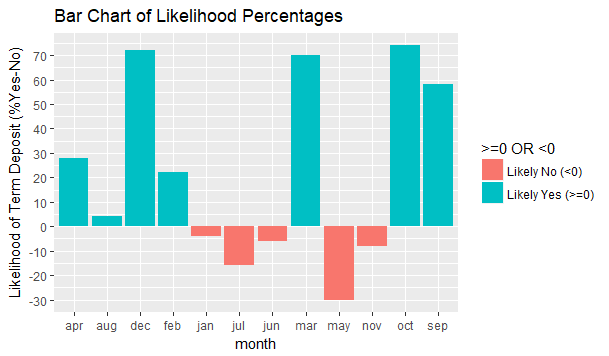 Bar Chart of Likelihood Percentages
Likelihood of Term Deposit (%Yes-No)
70
60
50
40
30
20
10
0
-10
-20
-30
apr aug dec feb jan jul jun mar may nov oct sep
month
>=0 OR <0
Likely No (<0)
Likely Yes (>=0)